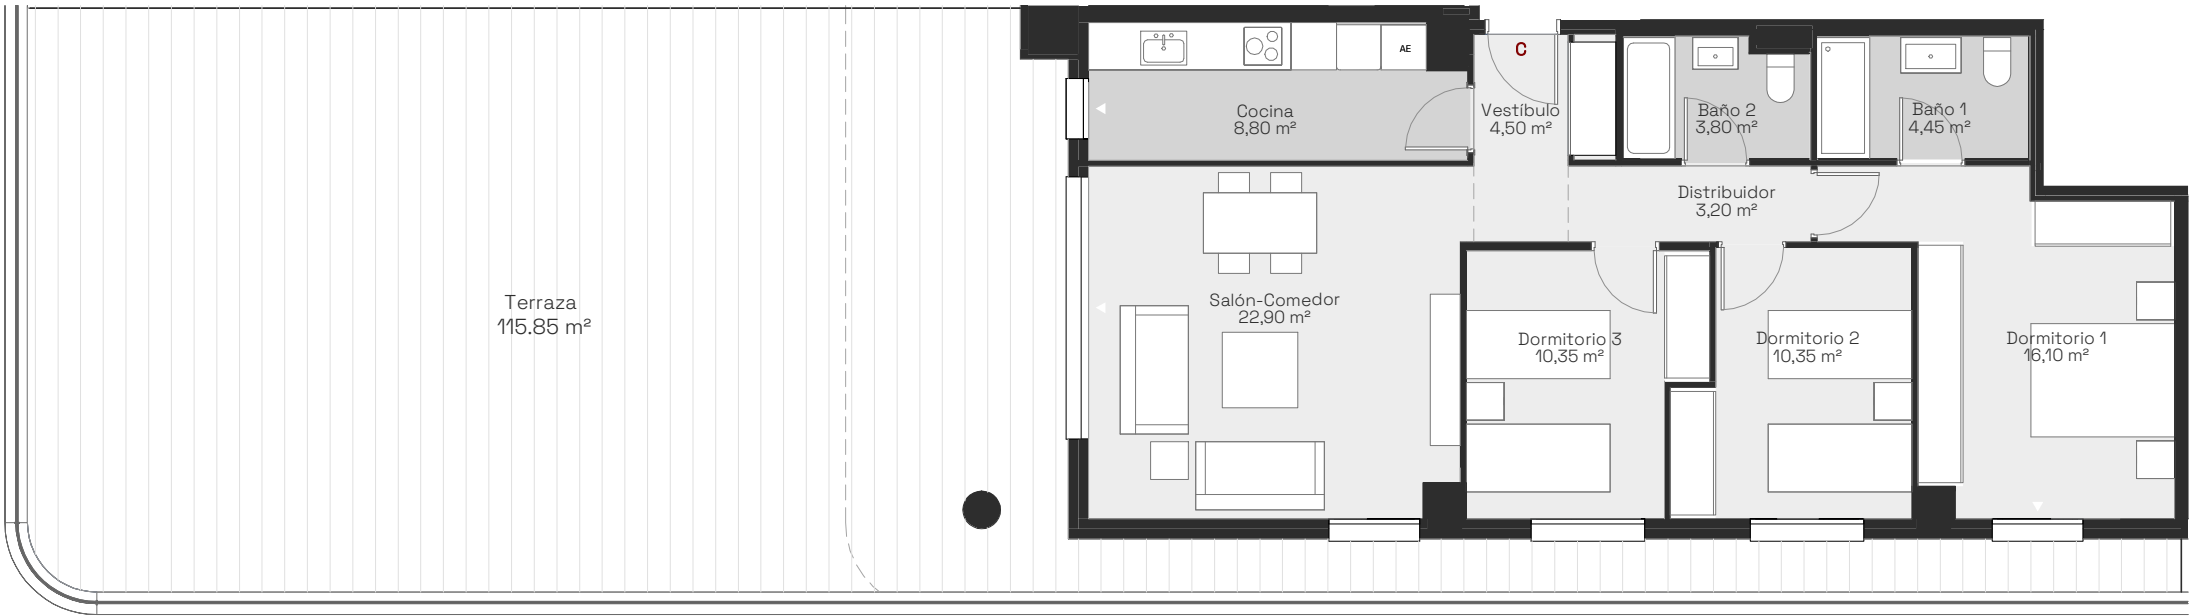 AE
C
Cocina
8,80 m²
Vestíbulo
4,50 m²
Baño 2
3,80 m²
Baño 1
4,45 m²
Distribuidor
3,20 m²
Terraza
115.85 m²
Salón-Comedor
22,90 m²
Dormitorio 3
10,35 m²
Dormitorio 2
10,35 m²
Dormitorio 1
16,10 m²